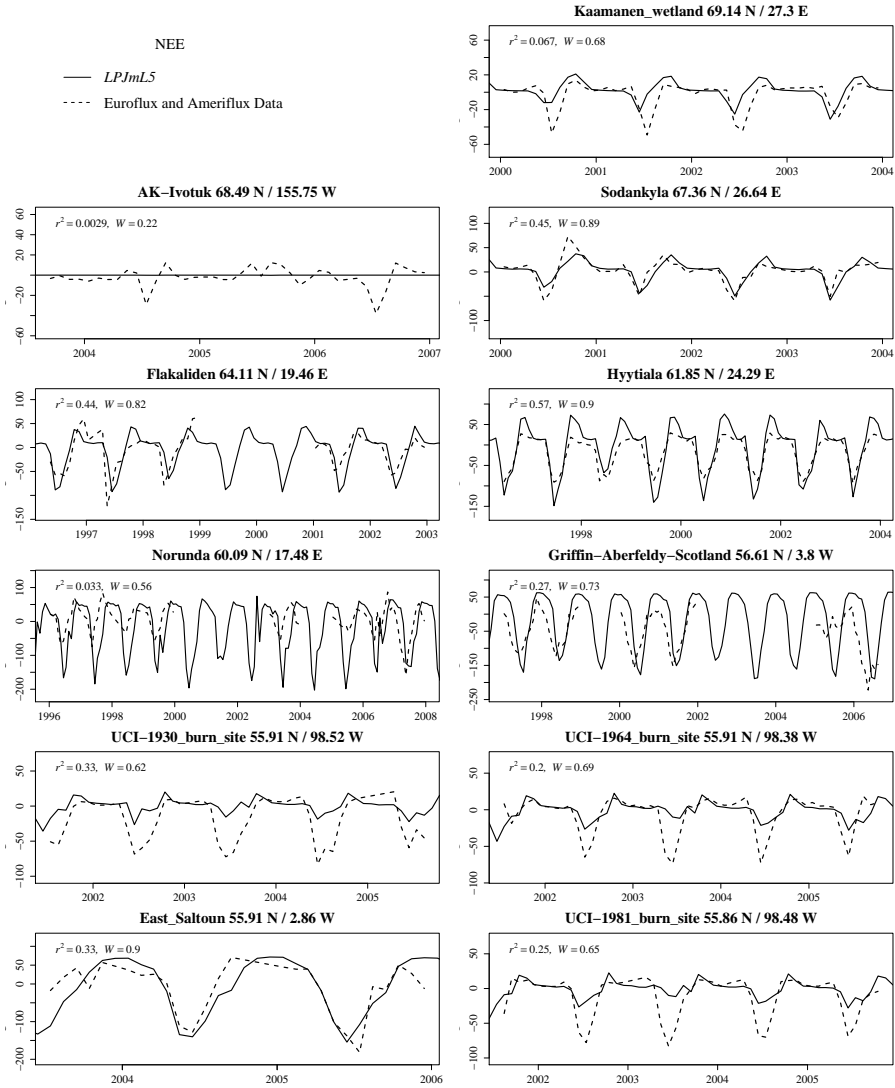 Kaamanen_wetland 69.14 N / 27.3 E
NEE
LPJmL5
Euroflux and Ameriflux Data
r² = 0.067, W = 0.68
60
20
−20
−60
2000 2001 2002 2003 2004
AK−Ivotuk 68.49 N / 155.75 W
r² = 0.0029, W = 0.22
60
40
20
−20
−60
2004 2005 2006 2007
Sodankyla 67.36 N / 26.64 E
r² = 0.45, W = 0.89
100
50
0
−100
2000 2001 2002 2003 2004
Flakaliden 64.11 N / 19.46 E
r² = 0.44, W = 0.82
100
50
0
−50
−150
1997 1998 1999 2000 2001 2002 2003
Hyytiala 61.85 N / 24.29 E
r² = 0.57, W = 0.9
100
50
−50
−150
1998 2000 2002 2004
Norunda 60.09 N / 17.48 E
r² = 0.033, W = 0.56
100
0
−100
−200
1996 1998 2000 2002 2004 2006 2008
Griffin−Aberfeldy−Scotland 56.61 N / 3.8 W
r² = 0.27, W = 0.73
50
−50
−150
−250
1998 2000 2002 2004 2006
UCI−1930_burn_site 55.91 N / 98.52 W
r² = 0.33, W = 0.62
50
0
−50
−100
2002 2003 2004 2005
UCI−1964_burn_site 55.91 N / 98.38 W
r² = 0.2, W = 0.69
50
0
−50
−100
2002 2003 2004 2005
East_Saltoun 55.91 N / 2.86 W
r² = 0.33, W = 0.9
100
50
0
−100
−200
2004 2005 2006
UCI−1981_burn_site 55.86 N / 98.48 W
r² = 0.25, W = 0.65
50
0
−50
−100
2002 2003 2004 2005